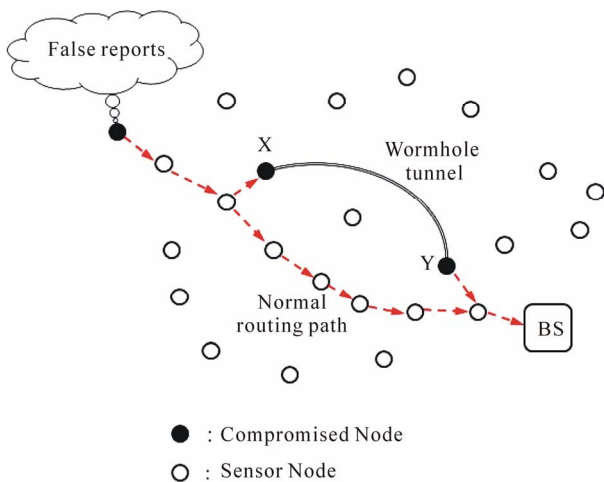 False reports
X
Wormhole
tunnel
Y
Normal
routing path
BS
: Compromised Node
: Sensor Node